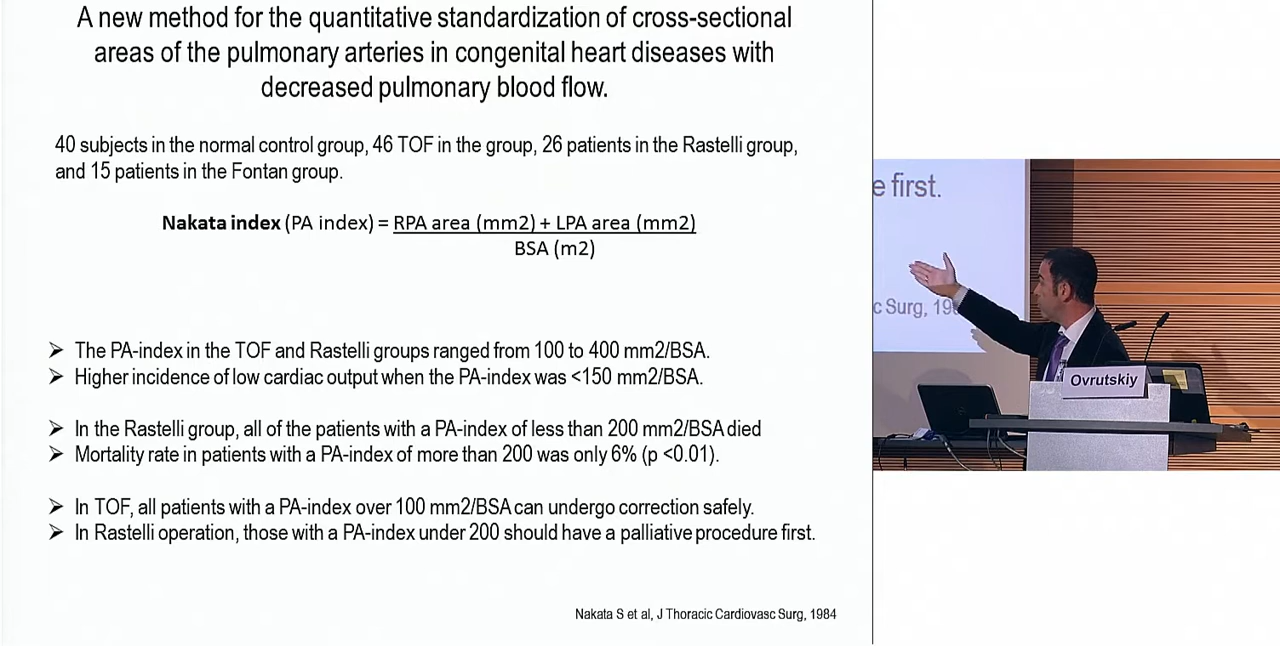 A new method for the quantitative standardization of cross-sectional
areas of the pulmonary arteries in congenital heart diseases with
decreased pulmonary blood flow.
40 subjects in the normal control group, 46 TOF in the group, 26 patients in the Rastelli group,
and 15 patients in the Fontan group.
Nakata index (PA index) = RPA area (mm2) + LPA area (mm2)
BSA (m2)
➢ The PA-index in the TOF and Rastelli groups ranged from 100 to 400 mm2/BSA.
➢ Higher incidence of low cardiac output when the PA-index was <150 mm2/BSA.
➢ In the Rastelli group, all of the patients with a PA-index of less than 200 mm2/BSA died
➢ Mortality rate in patients with a PA-index of more than 200 was only 6% (p <0.01).
➢ In TOF, all patients with a PA-index over 100 mm2/BSA can undergo correction safely.
➢ In Rastelli operation, those with a PA-index under 200 should have a palliative procedure first.
Nakata S et al, J Thoracic Cardiovasc Surg, 1984
e first.
c Surg, 19
Ovrutskiy